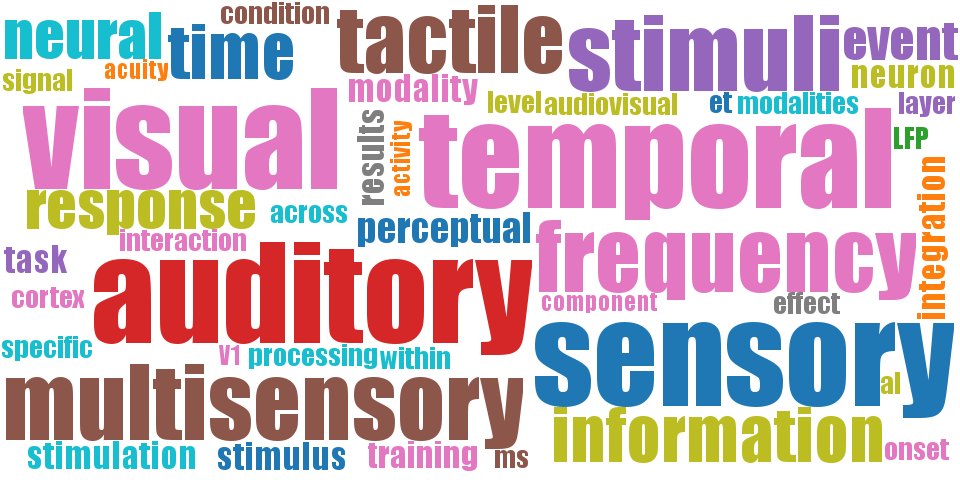 neural
time
condition
tactile
stimuli
event
signal
acuity
modality
level
audiovisual
et
modalities
neuron
layer
visual
results
activity
temporal
LFP
response
across
perceptual
interaction
frequency
integration
task
cortex
auditory
component
effect
specific
V1
processing
within
sensory
multisensory
al
information
stimulation
stimulus
training
ms
onset